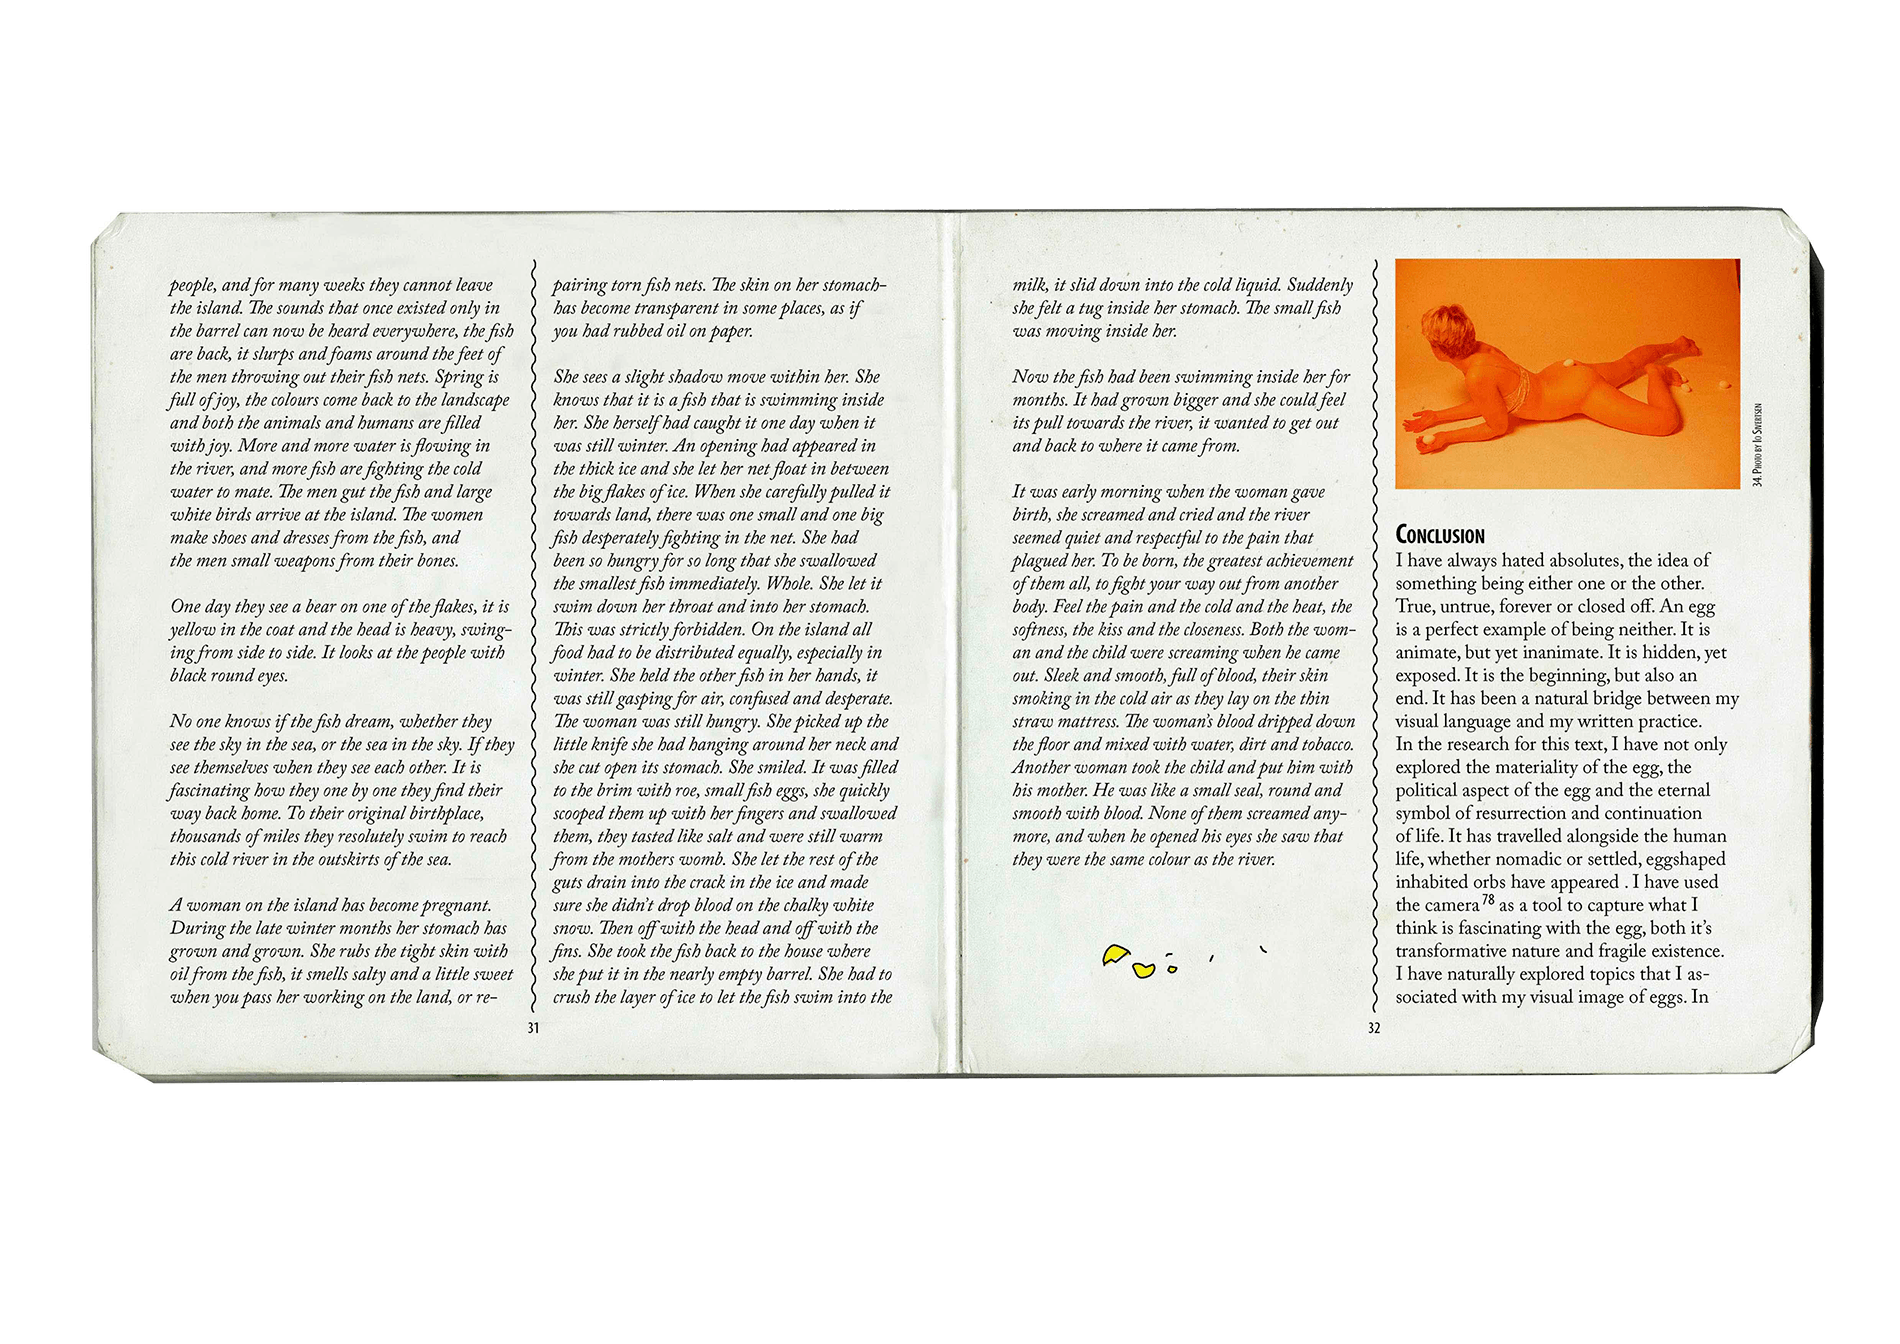 people, and for many weeks they cannot leave
the island. The sounds that once existed only in
the barrel can now be heard everywhere, the fish
are back, it slurps and foams around the feet of
the men throwing out their fish nets. Spring is
full of joy, the colours come back to the landscape
and both the animals and humans are filled
with joy. More and more water is flowing in
the river, and more fish are fighting the cold
water to mate. The men gut the fish and large
white birds arrive at the island. The women
make shoes and dresses from the fish, and
the men small weapons from their bones.
One day they see a bear on one of the flakes, it is
yellow in the coat and the head is heavy, swing-
ing from side to side. It looks at the people with
black round eyes.
No one knows if the fish dream, whether they
see the sky in the sea, or the sea in the sky. If they
see themselves when they see each other. It is
fascinating how they one by one they find their
way back home. To their original birthplace,
thousands of miles they resolutely swim to reach
this cold river in the outskirts of the sea.
A woman on the island has become pregnant.
During the late winter months her stomach has
grown and grown. She rubs the tight skin with
oil from the fish, it smells salty and a little sweet
when you pass her working on the land, or re-
31
pairing torn fish nets. The skin on her stomach-
has become transparent in some places, as if
you had rubbed oil on paper.
She sees a slight shadow move within her. She
knows that it is a fish that is swimming inside
her. She herself had caught it one day when it
was still winter. An opening had appeared in
the thick ice and she let her net float in between
the big flakes of ice. When she carefully pulled it
towards land, there was one small and one big
fish desperately fighting in the net. She had
been so hungry for so long that she swallowed
the smallest fish immediately. Whole. She let it
swim down her throat and into her stomach.
This was strictly forbidden. On the island all
food had to be distributed equally, especially in
winter. She held the other fish in her hands, it
was still gasping for air, confused and desperate.
The woman was still hungry. She picked up the
little knife she had hanging around her neck and
she cut open its stomach. She smiled. It was filled
to the brim with roe, small fish eggs, she quickly
scooped them up with her fingers and swallowed
them, they tasted like salt and were still warm
from the mothers womb. She let the rest of the
guts drain into the crack in the ice and made
sure she didn't drop blood on the chalky white
snow. Then off with the head and off with the
fins. She took the fish back to the house where
she put it in the nearly empty barrel. She had to
crush the layer of ice to let the fish swim into the
milk, it slid down into the cold liquid. Suddenly
she felt a tug inside her stomach. The small fish
was moving inside her.
Now the fish had been swimming inside her for
months. It had grown bigger and she could feel
its pull towards the river, it wanted to get out
and back to where it came from.
It was early morning when the woman gave
birth, she screamed and cried and the river
seemed quiet and respectful to the pain that
plagued her. To be born, the greatest achievement
of them all, to fight your way out from another
body. Feel the pain and the cold and the heat, the
softness, the kiss and the closeness. Both the wom-
an and the child were screaming when he came
out. Sleek and smooth, full of blood, their skin
smoking in the cold air as they lay on the thin
straw mattress. The woman's blood dripped down
the floor and mixed with water, dirt and tobacco.
Another woman took the child and put him with
his mother. He was like a small seal, round and
smooth with blood. None of them screamed any-
more, and when he opened his eyes she saw that
they were the same colour as the river.
32
34. Photo by Io Sivertsen
Conclusion
I have always hated absolutes, the idea of
something being either one or the other.
True, untrue, forever or closed off. An egg
is a perfect example of being neither. It is
animate, but yet inanimate. It is hidden, yet
exposed. It is the beginning, but also an
end. It has been a natural bridge between my
visual language and my written practice.
In the research for this text, I have not only
explored the materiality of the egg, the
political aspect of the egg and the eternal
symbol of resurrection and continuation
of life. It has travelled alongside the human
life, whether nomadic or settled, eggshaped
inhabited orbs have appeared . I have used
the camera78 as a tool to capture what I
think is fascinating with the egg, both it's
transformative nature and fragile existence.
I have naturally explored topics that I as-
sociated with my visual image of eggs. In